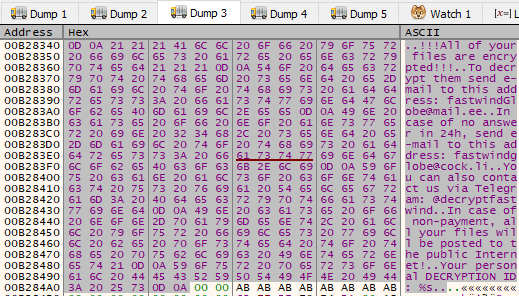 Dump 1 Dump 2 Dump 3 Dump 4 Dump 5 Watch 1 [x=] L
Address Hex ASCII
00B28340 0D 0A 21 21 21 41 6C 6C 20 6F 66 20 79 6F 75 72 ..!!!All of your
00B28350 20 66 69 6C 65 73 20 61 72 65 20 65 6E 63 72 79  files are encry
00B28360 70 74 65 64 21 21 21 0D 0A 54 6F 20 64 65 63 72 pted!!!..To decr
00B28370 79 70 74 20 74 68 65 6D 20 73 65 6E 64 20 65 2D ypt them send e-
00B28380 6D 61 69 6C 20 74 6F 20 74 68 69 73 20 61 64 64 mail to this add
00B28390 72 65 73 73 3A 20 66 61 73 74 77 69 6E 64 47 6C ress: fastwindGl
00B283A0 6F 62 65 40 6D 61 69 6C 2E 65 65 0D 0A 49 6E 20 obe@mail.ee..In
00B283B0 63 61 73 65 20 6F 66 20 6E 6F 20 61 6E 73 77 65 case of no answe
00B283C0 72 20 69 6E 20 32 34 68 2C 20 73 65 6E 64 20 65 r in 24h, send e
00B283D0 2D 6D 61 69 6C 20 74 6F 20 74 68 69 73 20 61 64 -mail to this ad
00B283E0 64 72 65 73 73 3A 20 66 61 73 74 77 69 6E 64 67 dress: fastwindg
00B283F0 6C 6F 62 65 40 63 6F 63 6B 2E 6C 69 0D 0A 59 6F lobe@cock.li..Yo
00B28400 75 20 63 61 6E 20 61 6C 73 6F 20 63 6F 6E 74 61 u can also conta
00B28410 63 74 20 75 73 20 76 69 61 20 54 65 6C 65 67 72 ct us via Telegr
00B28420 61 6D 3A 20 40 64 65 63 72 79 70 74 66 61 73 74 am: @decryptfast
00B28430 77 69 6E 64 0D 0A 49 6E 20 63 61 73 65 20 6F 66 wind..In case of
00B28440 20 6E 6F 6E 2D 70 61 79 6D 65 6E 74 2C 20 61 6C  non-payment, al
00B28450 6C 20 79 6F 75 72 20 66 69 6C 65 73 20 77 69 6C l your files wil
00B28460 6C 20 62 65 20 70 6F 73 74 65 64 20 74 6F 20 74 l be posted to t
00B28470 68 65 20 70 75 62 6C 69 63 20 49 6E 74 65 72 6E he public Intern
00B28480 65 74 21 0D 0A 59 6F 75 72 20 70 65 72 73 6F 6E et!..Your person
00B28490 61 6C 20 44 45 43 52 59 50 54 49 4F 4E 20 49 44 al DECRYPTION ID
00B284A0 3A 20 25 73 0D 0A 00 00 AB AB AB AB AB AB AB AB : %s....««««««««